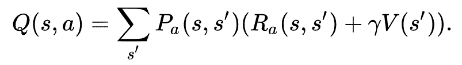 Q(s, a) = ∑_{s′} P_a(s, s′)(R_a(s, s′) + γV(s′)).